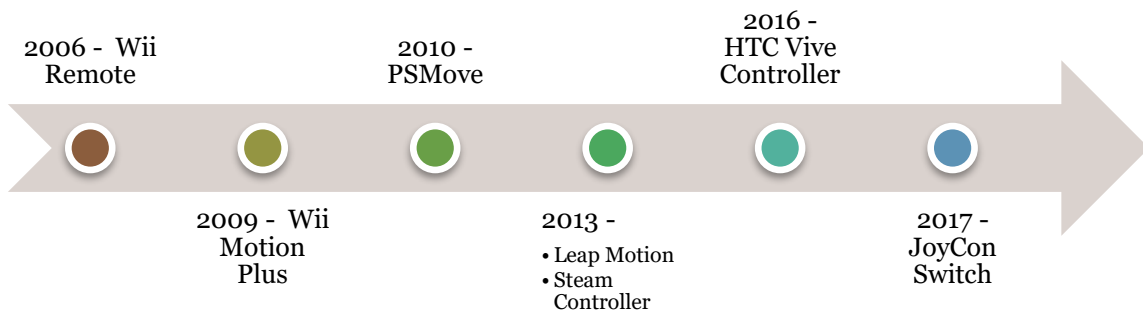 2006 -  Wii
Remote
2009 -  Wii
Motion
Plus
2010 -
PSMove
2013 -
• Leap Motion
• Steam
Controller
2016 -
HTC Vive
Controller
2017 -
JoyCon
Switch